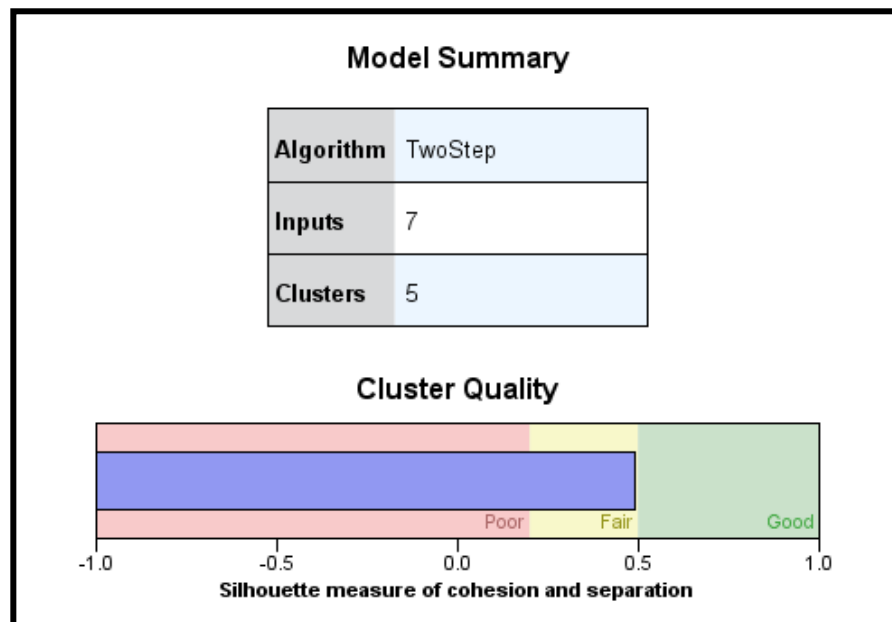 Model Summary
Algorithm TwoStep
Inputs 7
Clusters 5
Cluster Quality
Poor Fair Good
-1.0 -0.5 0.0 0.5 1.0
Silhouette measure of cohesion and separation